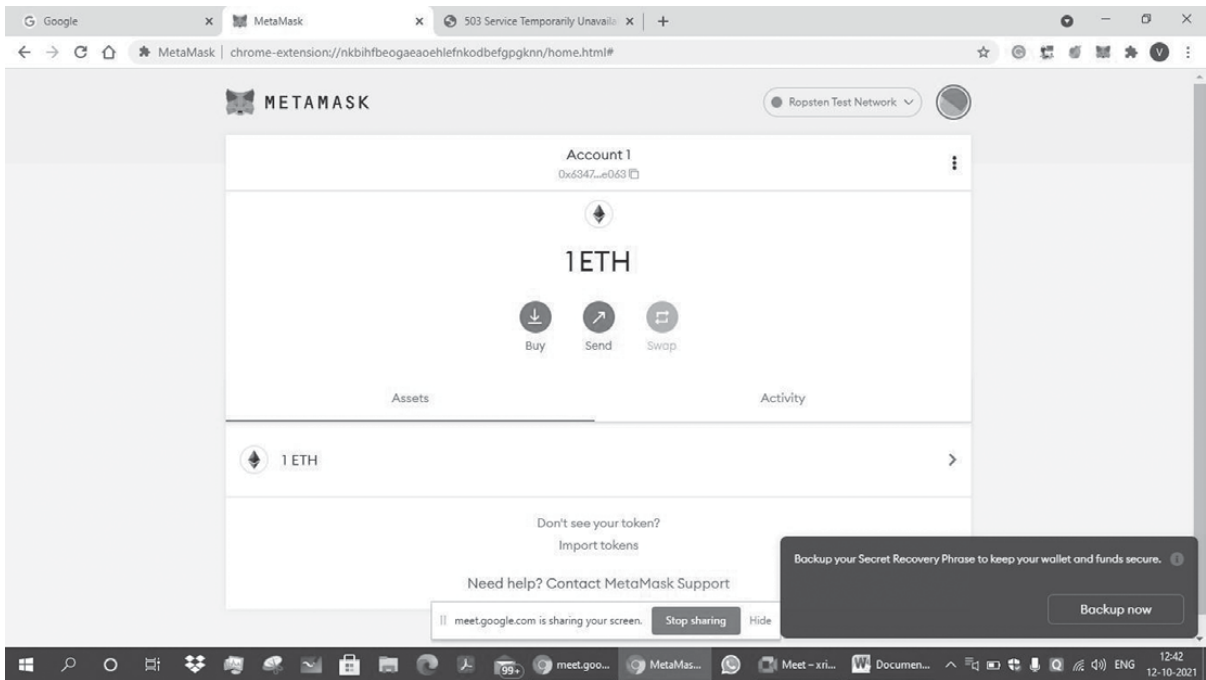 Google
MetaMask
503 Service Temporarily Unavaila
MetaMask
chrome-extension://nkbihfbeogaeaoehlefnkodbefgpgknn/home.html#
V
METAMASK
Ropsten Test Network
Account 1
0x6347...e063
1 ETH
Buy
Send
Swap
Assets
Activity
1 ETH
Don't see your token?
Import tokens
Need help? Contact MetaMask Support
Backup your Secret Recovery Phrase to keep your wallet and funds secure.
Backup now
meet.google.com is sharing your screen.
Stop sharing
Hide
99+
meet.goo...
MetaMas...
Meet – xri...
Documen...
ENG
12:42
12-10-2021